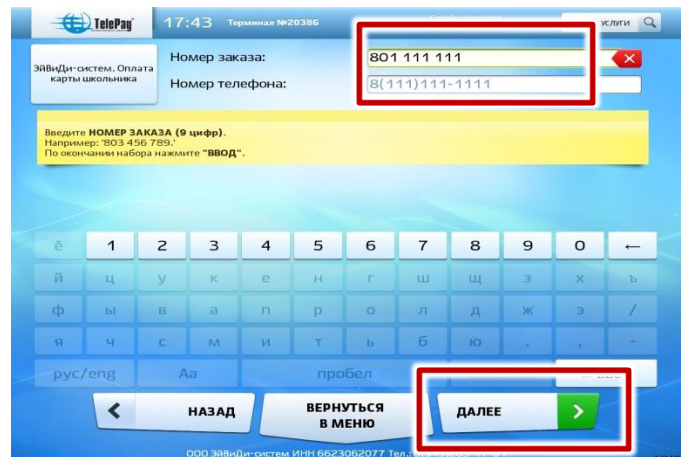 TelePay 17:43 Терминал №20386 услуги
ЭйВиДи-систем. Оплата
карты школьника
Номер заказа: 801 111 111
Номер телефона: 8(111)111-1111
Введите НОМЕР ЗАКАЗА (9 цифр).
Например: '803 456 789.'
По окончании набора нажмите "ВВОД".
ё 1 2 3 4 5 6 7 8 9 0 ←
й ц у к е н г ш щ з х ъ
ф ы в а п р о л д ж э /
я ч с м и т ь б ю . , -
рус/eng Аа пробел
НАЗАД ВЕРНУТЬСЯ В МЕНЮ ДАЛЕЕ
ООО ЭйВиДи-систем ИНН 6623062077 Тел.: